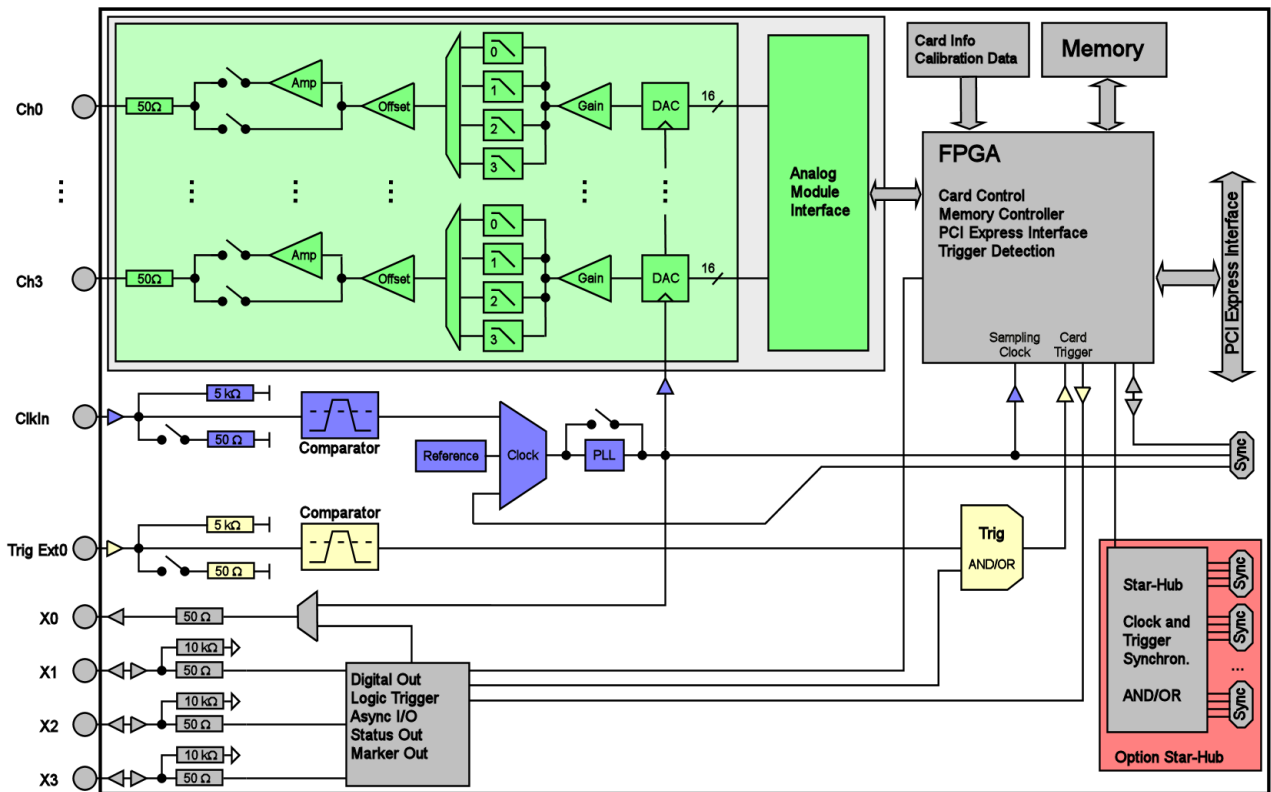 Card Info
Calibration Data
Memory
Ch0
50Ω
Amp
Offset
0
1
2
3
Gain
DAC
16
Analog
Module
Interface
FPGA
Card Control
Memory Controller
PCI Express Interface
Trigger Detection
Sampling
Clock
Card
Trigger
PCI Express Interface
Ch3
50Ω
Amp
Offset
0
1
2
3
Gain
DAC
16
ClkIn
5 kΩ
50 Ω
Comparator
Reference
Clock
PLL
Sync
Trig Ext0
5 kΩ
50 Ω
Comparator
Trig
AND/OR
X0
50 Ω
X1
10 kΩ
50 Ω
X2
10 kΩ
50 Ω
X3
10 kΩ
50 Ω
Digital Out
Logic Trigger
Async I/O
Status Out
Marker Out
Star-Hub
Clock and
Trigger
Synchron.
AND/OR
Sync
Sync
...
Sync
Option Star-Hub